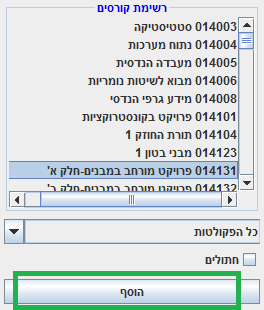 רשימת קורסים
014003 סטטיסטיקה
014004 נתוח מערכות
014005 מעבדה הנדסית
014006 מבוא לשיטות נומריות
014008 מידע גרפי הנדסי
014101 פרויקט בקונסטרוקציות
014104 תורת החוזק 1
014123 מבני בטון 1
014131 פרויקט מורחב במבנים-חלק א'
014132 פרויקט מורחב במבנים-חלק ב'
כל הפקולטות
חתולים
הוסף